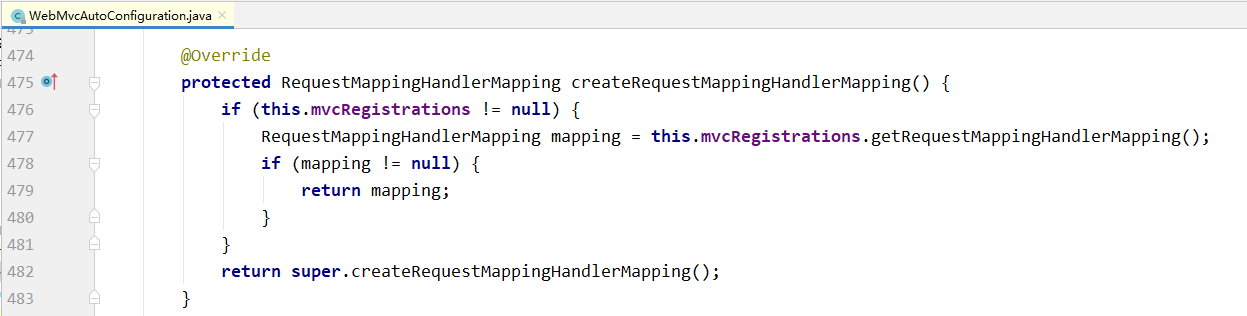 WebMvcAutoConfiguration.java
473
474 @Override
475 protected RequestMappingHandlerMapping createRequestMappingHandlerMapping() {
476 if (this.mvcRegistrations != null) {
477 RequestMappingHandlerMapping mapping = this.mvcRegistrations.getRequestMappingHandlerMapping();
478 if (mapping != null) {
479 return mapping;
480 }
481 }
482 return super.createRequestMappingHandlerMapping();
483 }